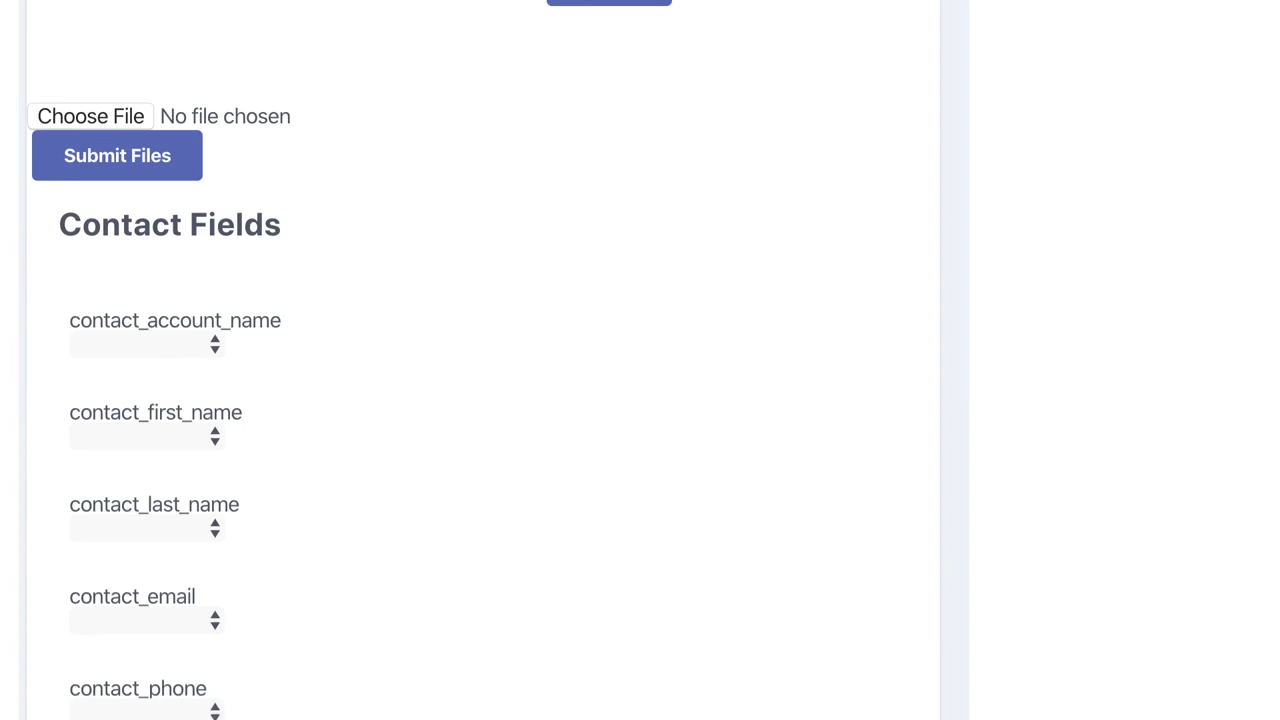 Choose File No file chosen
Submit Files
Contact Fields
contact_account_name
contact_first_name
contact_last_name
contact_email
contact_phone